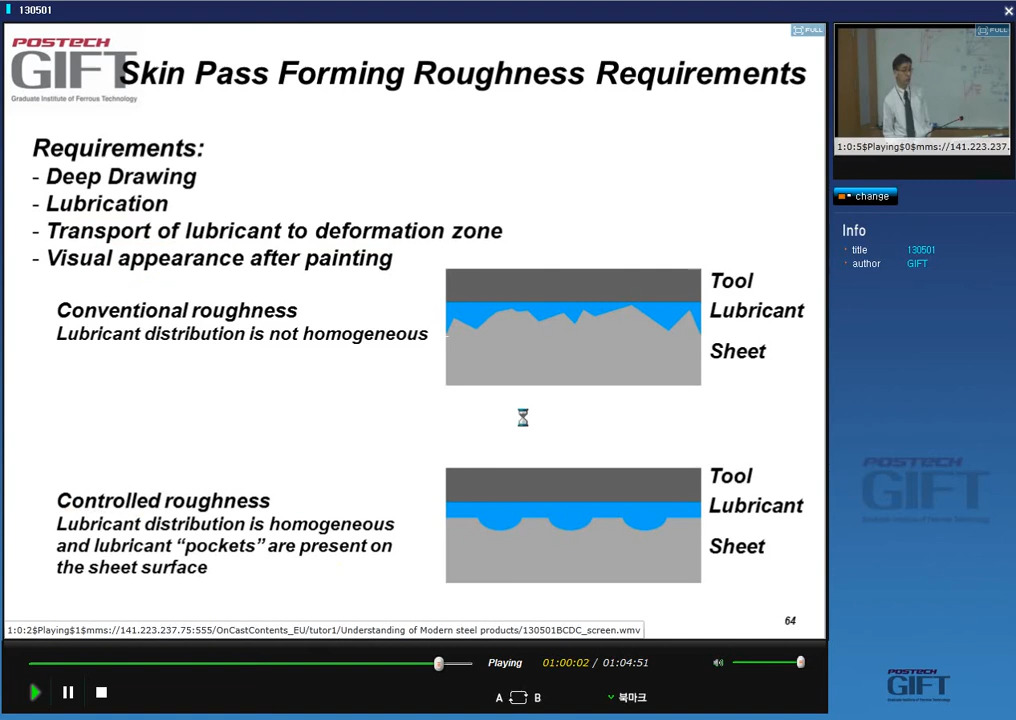 130501
FULL
POSTECH
GIFT
Graduate Institute of Ferrous Technology
Skin Pass Forming Roughness Requirements
Requirements:
- Deep Drawing
- Lubrication
- Transport of lubricant to deformation zone
- Visual appearance after painting
Conventional roughness
Lubricant distribution is not homogeneous
Tool
Lubricant
Sheet
Controlled roughness
Lubricant distribution is homogeneous
and lubricant “pockets” are present on
the sheet surface
Tool
Lubricant
Sheet
64
1:0:2$Playing$1$mms://141.223.237.75:555/OnCastContents_EU/tutor1/Understanding of Modern steel products/130501BCDC_screen.wmv
FULL
1:0:5$Playing$0$mms://141.223.237.
change
Info
title 130501
author GIFT
POSTECH
GIFT
Playing 01:00:02 / 01:04:51
A B 북마크
POSTECH
GIFT